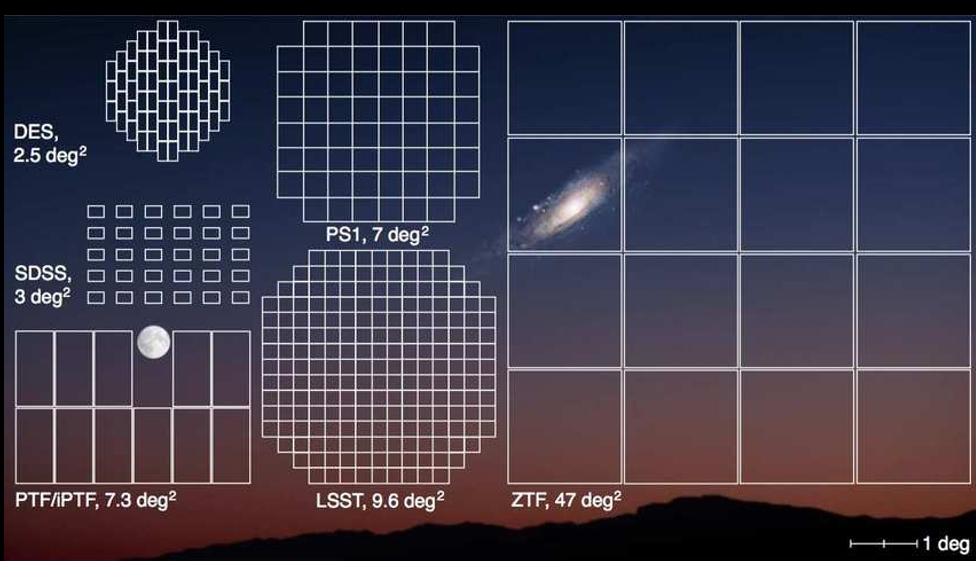 DES,
2.5 deg²
PS1, 7 deg²
SDSS,
3 deg²
PTF/iPTF, 7.3 deg²
LSST, 9.6 deg²
ZTF, 47 deg²
1 deg